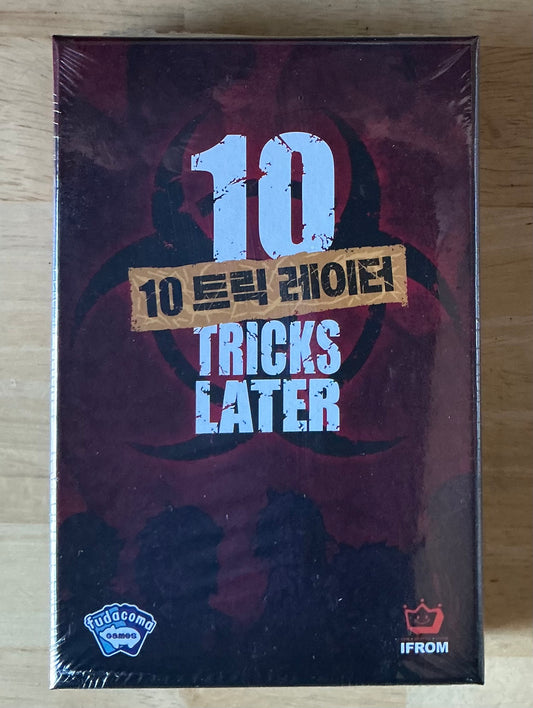 10
10 트릭 레이터
TRICKS
LATER
fudacoma
games
IFROM